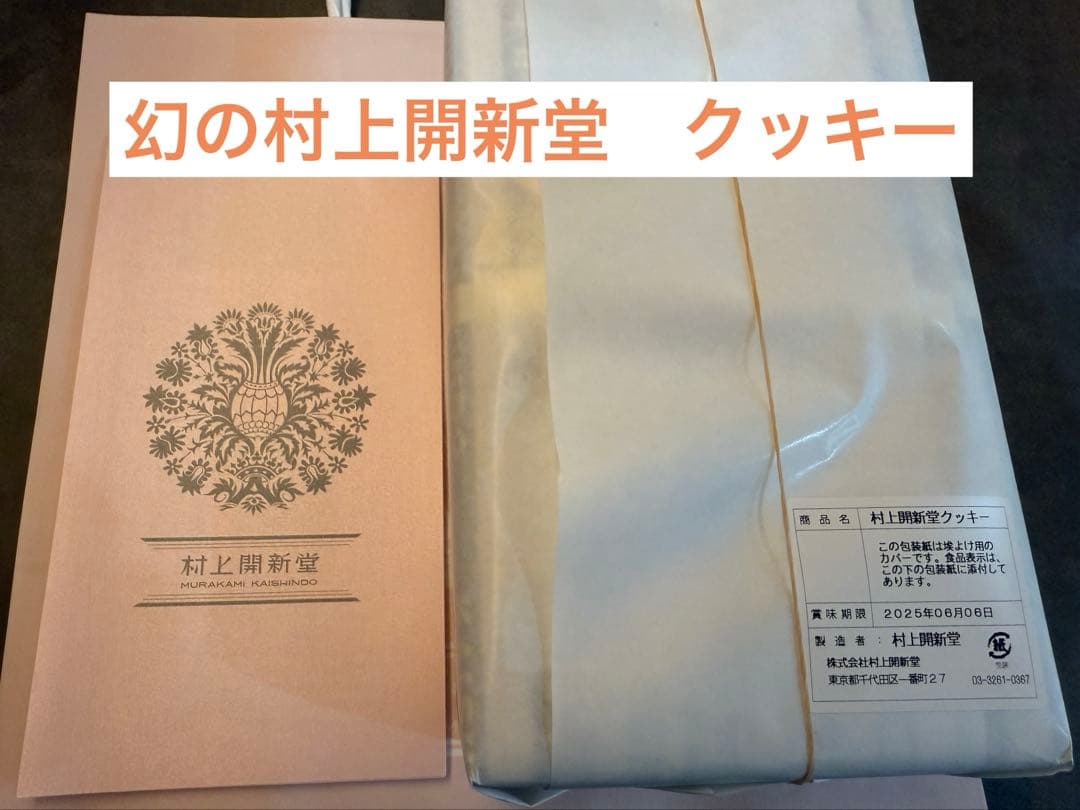 幻の村上開新堂　クッキー
村上開新堂
MURAKAMI KAISHINDO
商品名 村上開新堂クッキー
この包装紙は埃よけ用の
カバーです。食品表示は、
この下の包装紙に添付して
あります。
賞味期限 2025年06月06日
製造者: 村上開新堂
株式会社村上開新堂
東京都千代田区一番町27 03-3261-0367
紙
包装